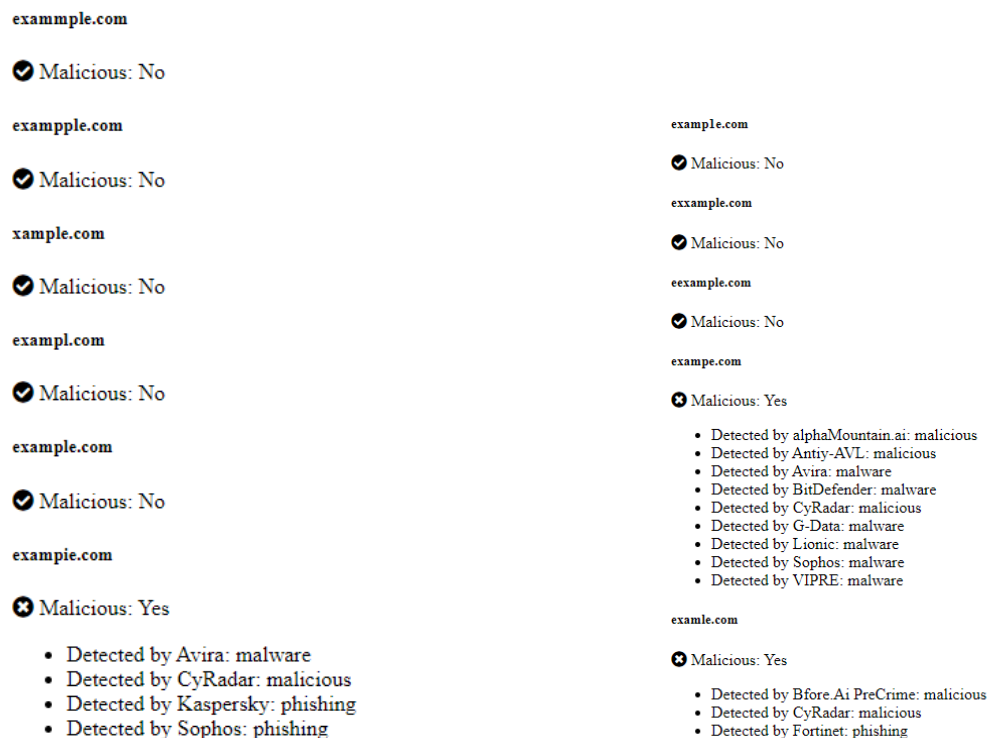 exammple.com
Malicious: No
exampple.com
Malicious: No
xample.com
Malicious: No
exampl.com
Malicious: No
example.com
Malicious: No
exampie.com
Malicious: Yes
Detected by Avira: malware
Detected by CyRadar: malicious
Detected by Kaspersky: phishing
Detected by Sophos: phishing
examp1e.com
Malicious: No
exxample.com
Malicious: No
eexample.com
Malicious: No
exampe.com
Malicious: Yes
Detected by alphaMountain.ai: malicious
Detected by Antiy-AVL: malicious
Detected by Avira: malware
Detected by BitDefender: malware
Detected by CyRadar: malicious
Detected by G-Data: malware
Detected by Lionic: malware
Detected by Sophos: malware
Detected by VIPRE: malware
examle.com
Malicious: Yes
Detected by Bfore.Ai PreCrime: malicious
Detected by CyRadar: malicious
Detected by Fortinet: phishing